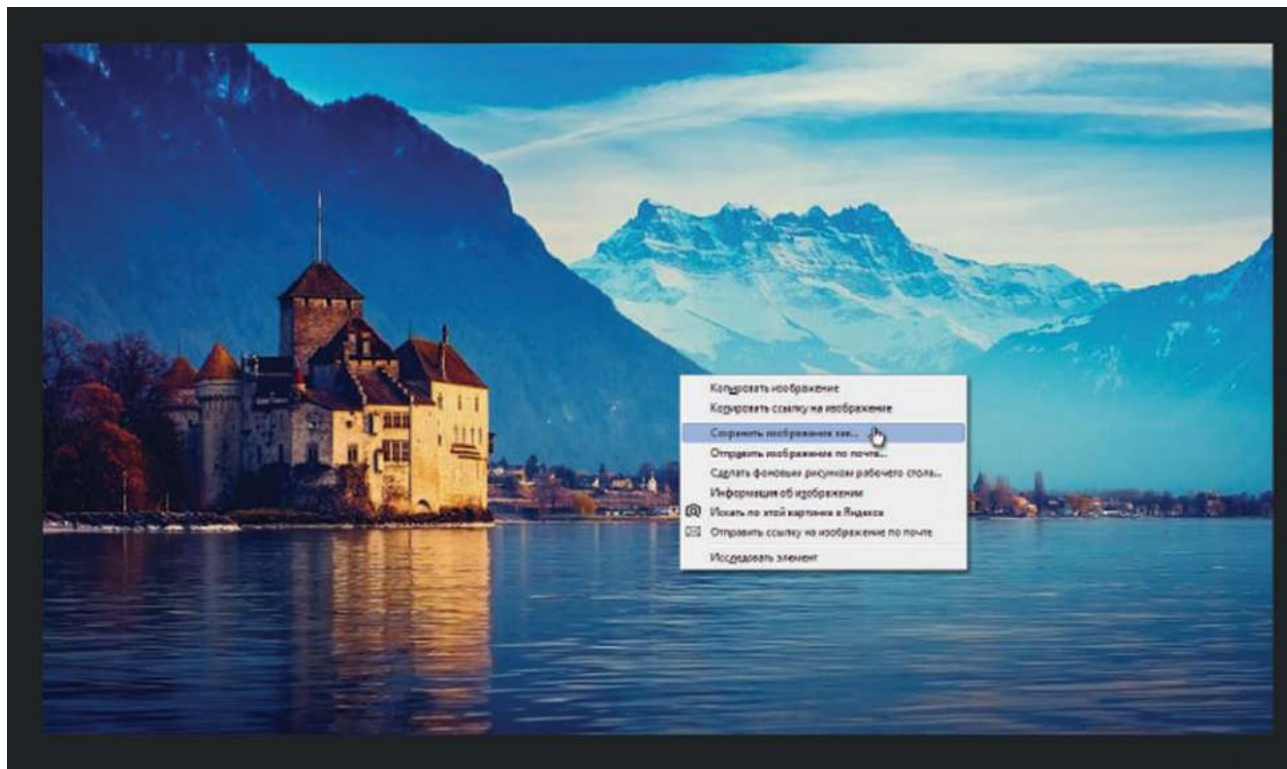 Копировать изображение
Копировать ссылку на изображение
Сохранить изображение как...
Отправить изображение по почте...
Сделать фоновым рисунком рабочего стола...
Информация об изображении
Искать по этой картинке в Яндексе
Отправить ссылку на изображение по почте
Исследовать элемент